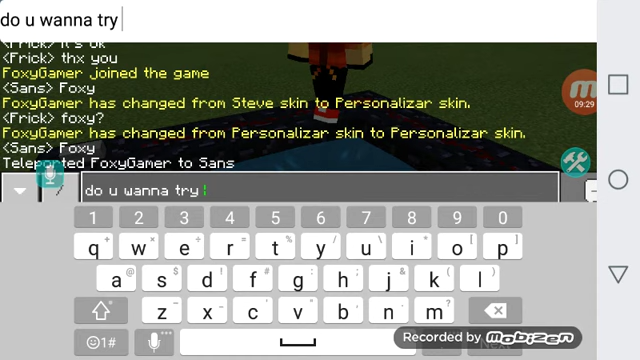 do u wanna try
<Frick> it's ok
<Frick> thx you
FoxyGamer joined the game
<Sans> Foxy
FoxyGamer has changed from Steve skin to Personalizar skin.
<Frick> foxy?
FoxyGamer has changed from Personalizar skin to Personalizar skin.
<Sans> Foxy
Teleported FoxyGamer to Sans
09:29
/ do u wanna try
1 2 3 4 5 6 7 8 9 0
q w e r t y u i o p
a s d f g h j k l
z x c v b n m
☺1#
Recorded by Mobizen